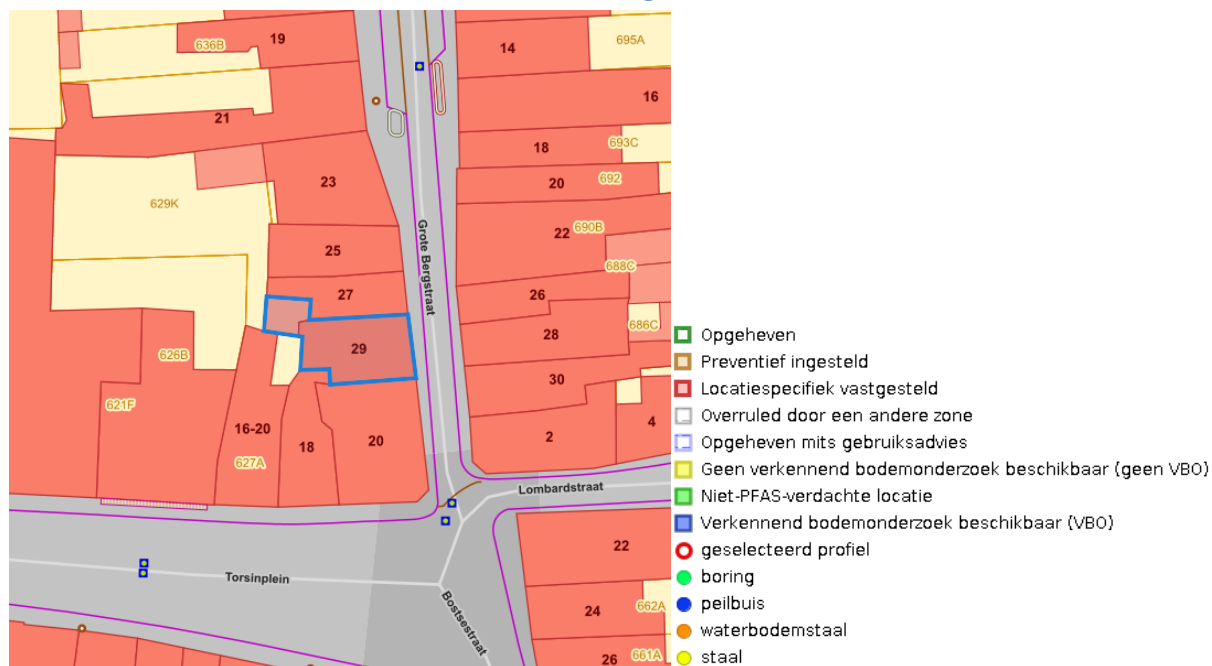 19
636B
14
695A
16
21
18
693C
20
692
23
629K
Grote Bergstraat
22
690B
25
688C
27
26
686C
28
29
626B
30
621F
16-20
627A
18
20
2
4
Lombardstraat
22
Torsinplein
Bostsestraat
24
662A
26
661A
Opgeheven
Preventief ingesteld
Locatiespecifiek vastgesteld
Overruled door een andere zone
Opgeheven mits gebruiksadvies
Geen verkennend bodemonderzoek beschikbaar (geen VBO)
Niet-PFAS-verdachte locatie
Verkennend bodemonderzoek beschikbaar (VBO)
geselecteerd profiel
boring
peilbuis
waterbodemstaal
staal